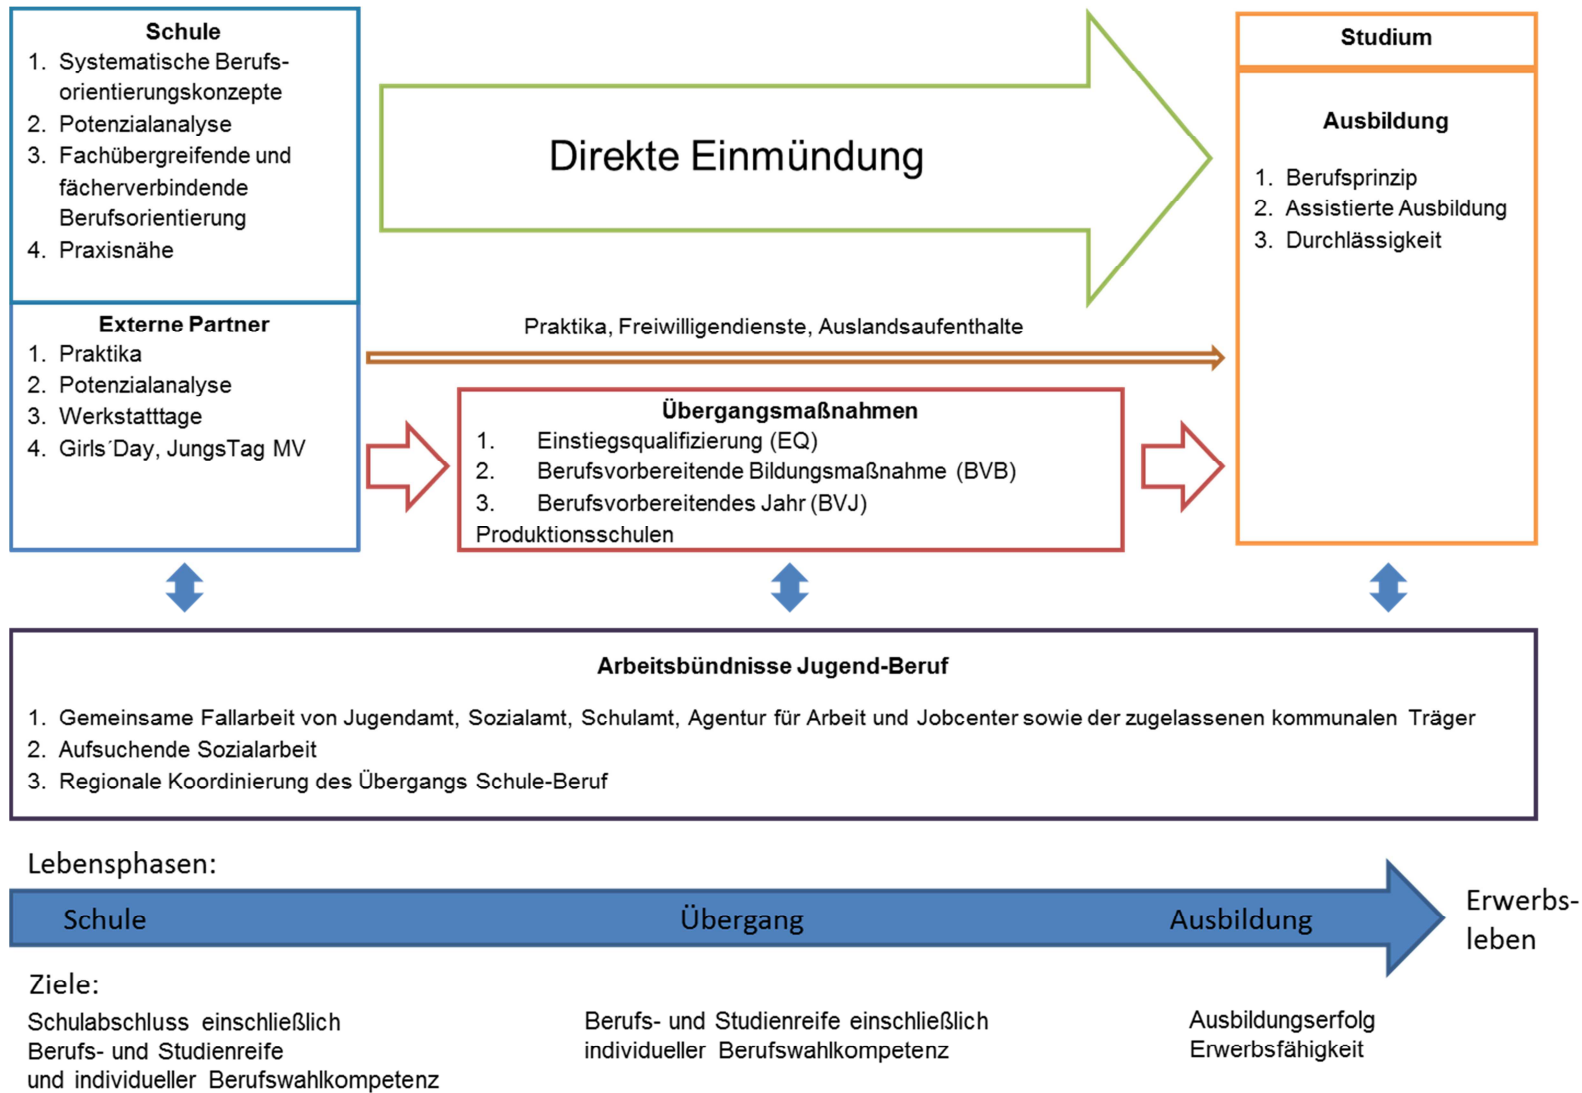 Schule
1. Systematische Berufs-
orientierungskonzepte
2. Potenzialanalyse
3. Fachübergreifende und
fächerverbindende
Berufsorientierung
4. Praxisnähe
Externe Partner
1. Praktika
2. Potenzialanalyse
3. Werkstatttage
4. Girls´Day, JungsTag MV
Direkte Einmündung
Praktika, Freiwilligendienste, Auslandsaufenthalte
Übergangsmaßnahmen
1. Einstiegsqualifizierung (EQ)
2. Berufsvorbereitende Bildungsmaßnahme (BVB)
3. Berufsvorbereitendes Jahr (BVJ)
Produktionsschulen
Studium
Ausbildung
1. Berufsprinzip
2. Assistierte Ausbildung
3. Durchlässigkeit
Arbeitsbündnisse Jugend-Beruf
1. Gemeinsame Fallarbeit von Jugendamt, Sozialamt, Schulamt, Agentur für Arbeit und Jobcenter sowie der zugelassenen kommunalen Träger
2. Aufsuchende Sozialarbeit
3. Regionale Koordinierung des Übergangs Schule-Beruf
Lebensphasen:
Schule Übergang Ausbildung
Erwerbs-
leben
Ziele:
Schulabschluss einschließlich
Berufs- und Studienreife
und individueller Berufswahlkompetenz
Berufs- und Studienreife einschließlich
individueller Berufswahlkompetenz
Ausbildungserfolg
Erwerbsfähigkeit